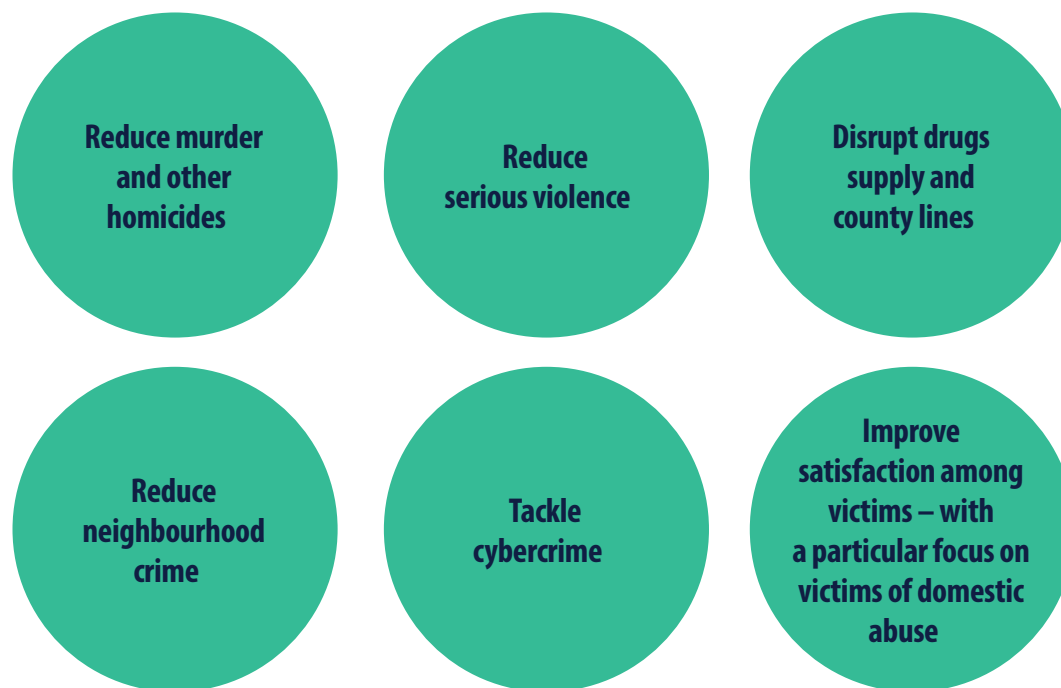 Reduce murder
and other
homicides
Reduce
serious violence
Disrupt drugs
supply and
county lines
Reduce
neighbourhood
crime
Tackle
cybercrime
Improve
satisfaction among
victims – with
a particular focus on
victims of domestic
abuse